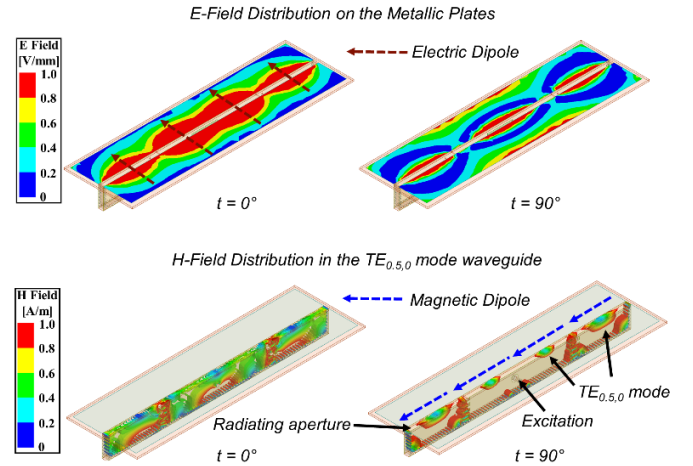 E-Field Distribution on the Metallic Plates
E Field
[V/mm]
1.0
0.8
0.6
0.4
0.2
0
Electric Dipole
t = 0°
t = 90°
H-Field Distribution in the TE0.5,0 mode waveguide
H Field
[A/m]
1.0
0.8
0.6
0.4
0.2
0
Magnetic Dipole
TE0.5,0 mode
Radiating aperture
Excitation
t = 0°
t = 90°